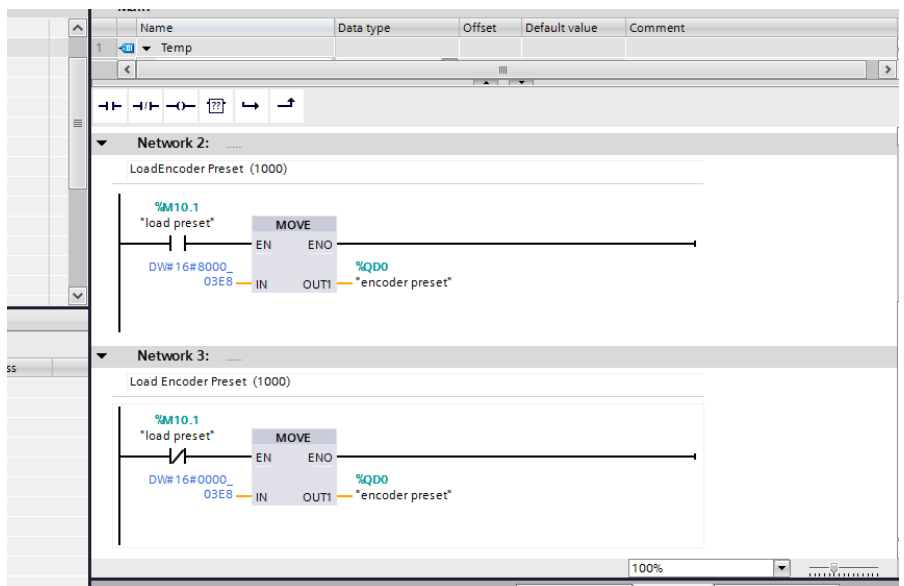 Name Data type Offset Default value Comment
1 Temp
??
Network 2: .....
LoadEncoder Preset (1000)
%M10.1
"load preset"
MOVE
EN ENO
DW#16#8000_
03E8
IN OUT1
%QD0
"encoder preset"
Network 3: .....
ss
Load Encoder Preset (1000)
%M10.1
"load preset"
MOVE
EN ENO
DW#16#0000_
03E8
IN OUT1
%QD0
"encoder preset"
100%